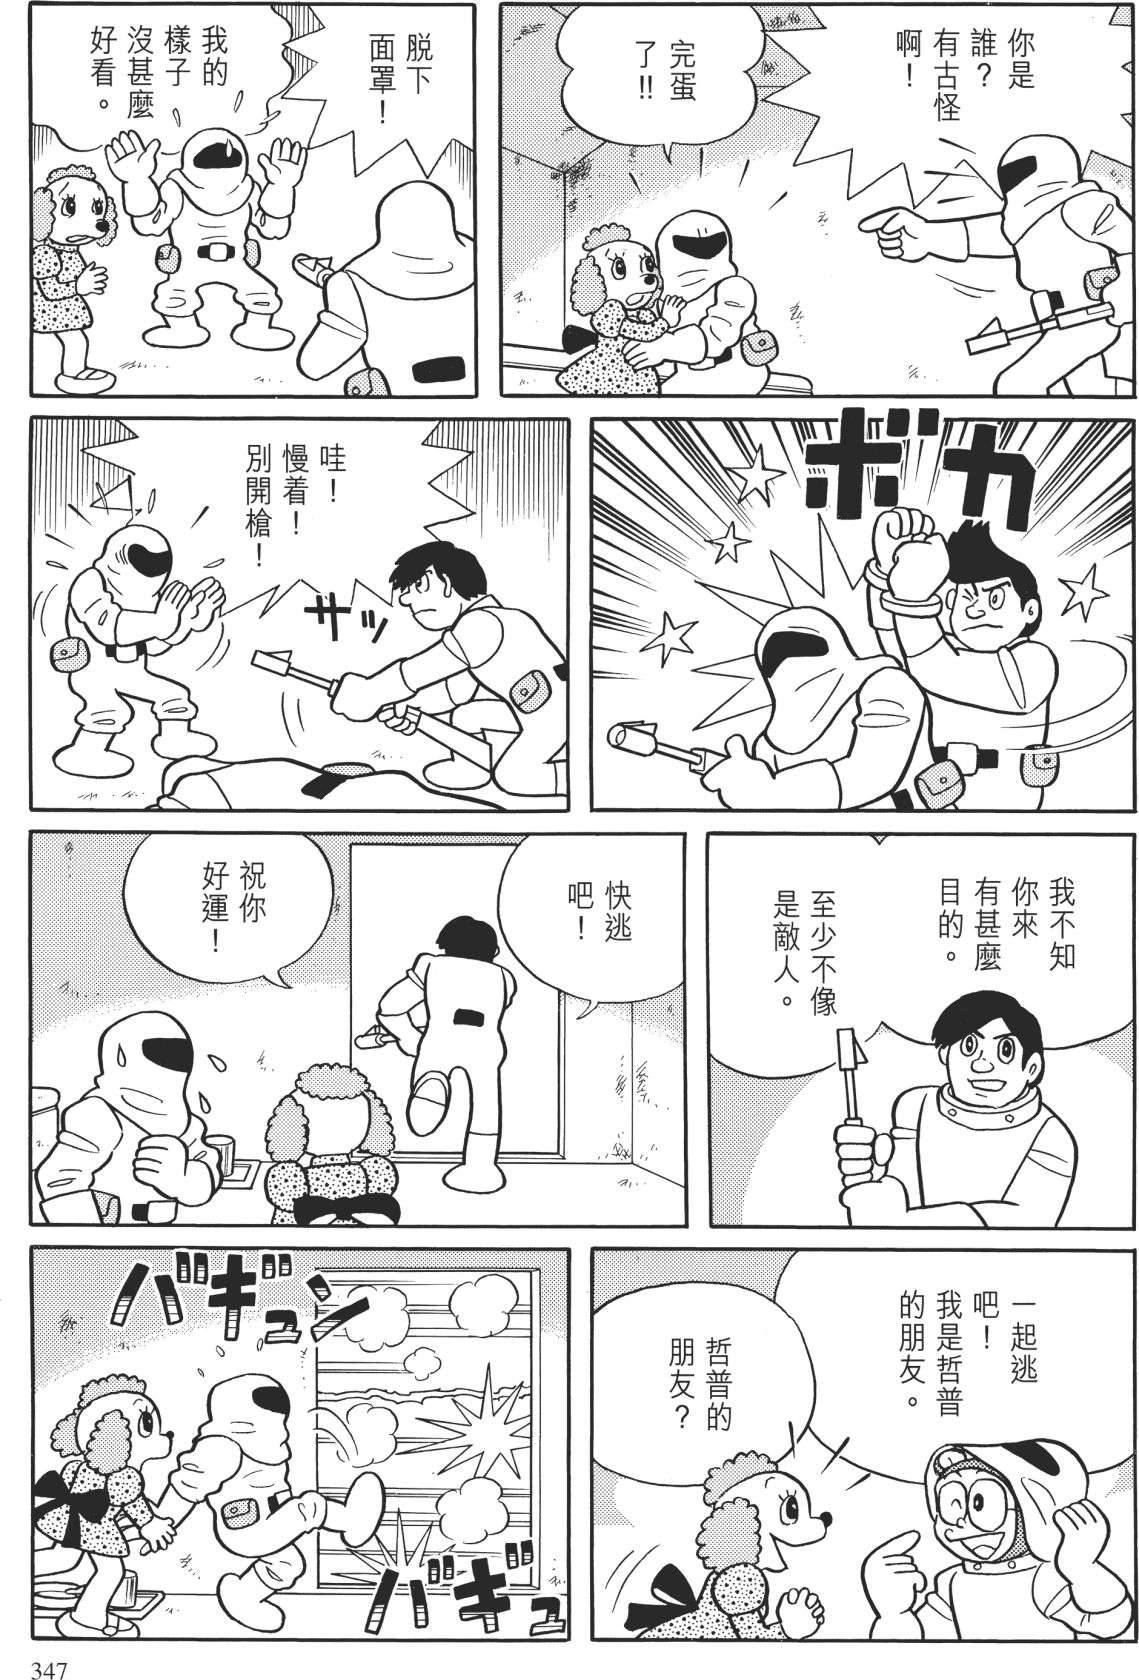 你是
誰？
有古怪
啊！
完蛋
了!!
脱下
面罩！
我的
樣子
沒甚麼
好看。
ボカ
哇！
慢着！
別開槍！
サッ
我不知
你來
有甚麼
目的。
至少不像
是敵人。
快逃
吧！
祝你
好運！
一起逃
吧！
我是哲普
的朋友。
哲普的
朋友？
バギュン
バギュ
347